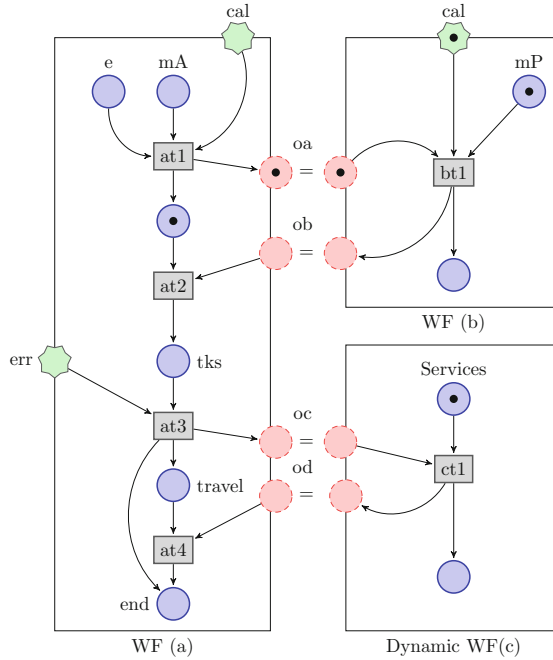 cal
cal
e
mA
mP
oa
at1
=
bt1
ob
at2
=
WF (b)
err
tks
Services
oc
at3
=
od
ct1
travel
=
at4
end
WF (a)
Dynamic WF(c)